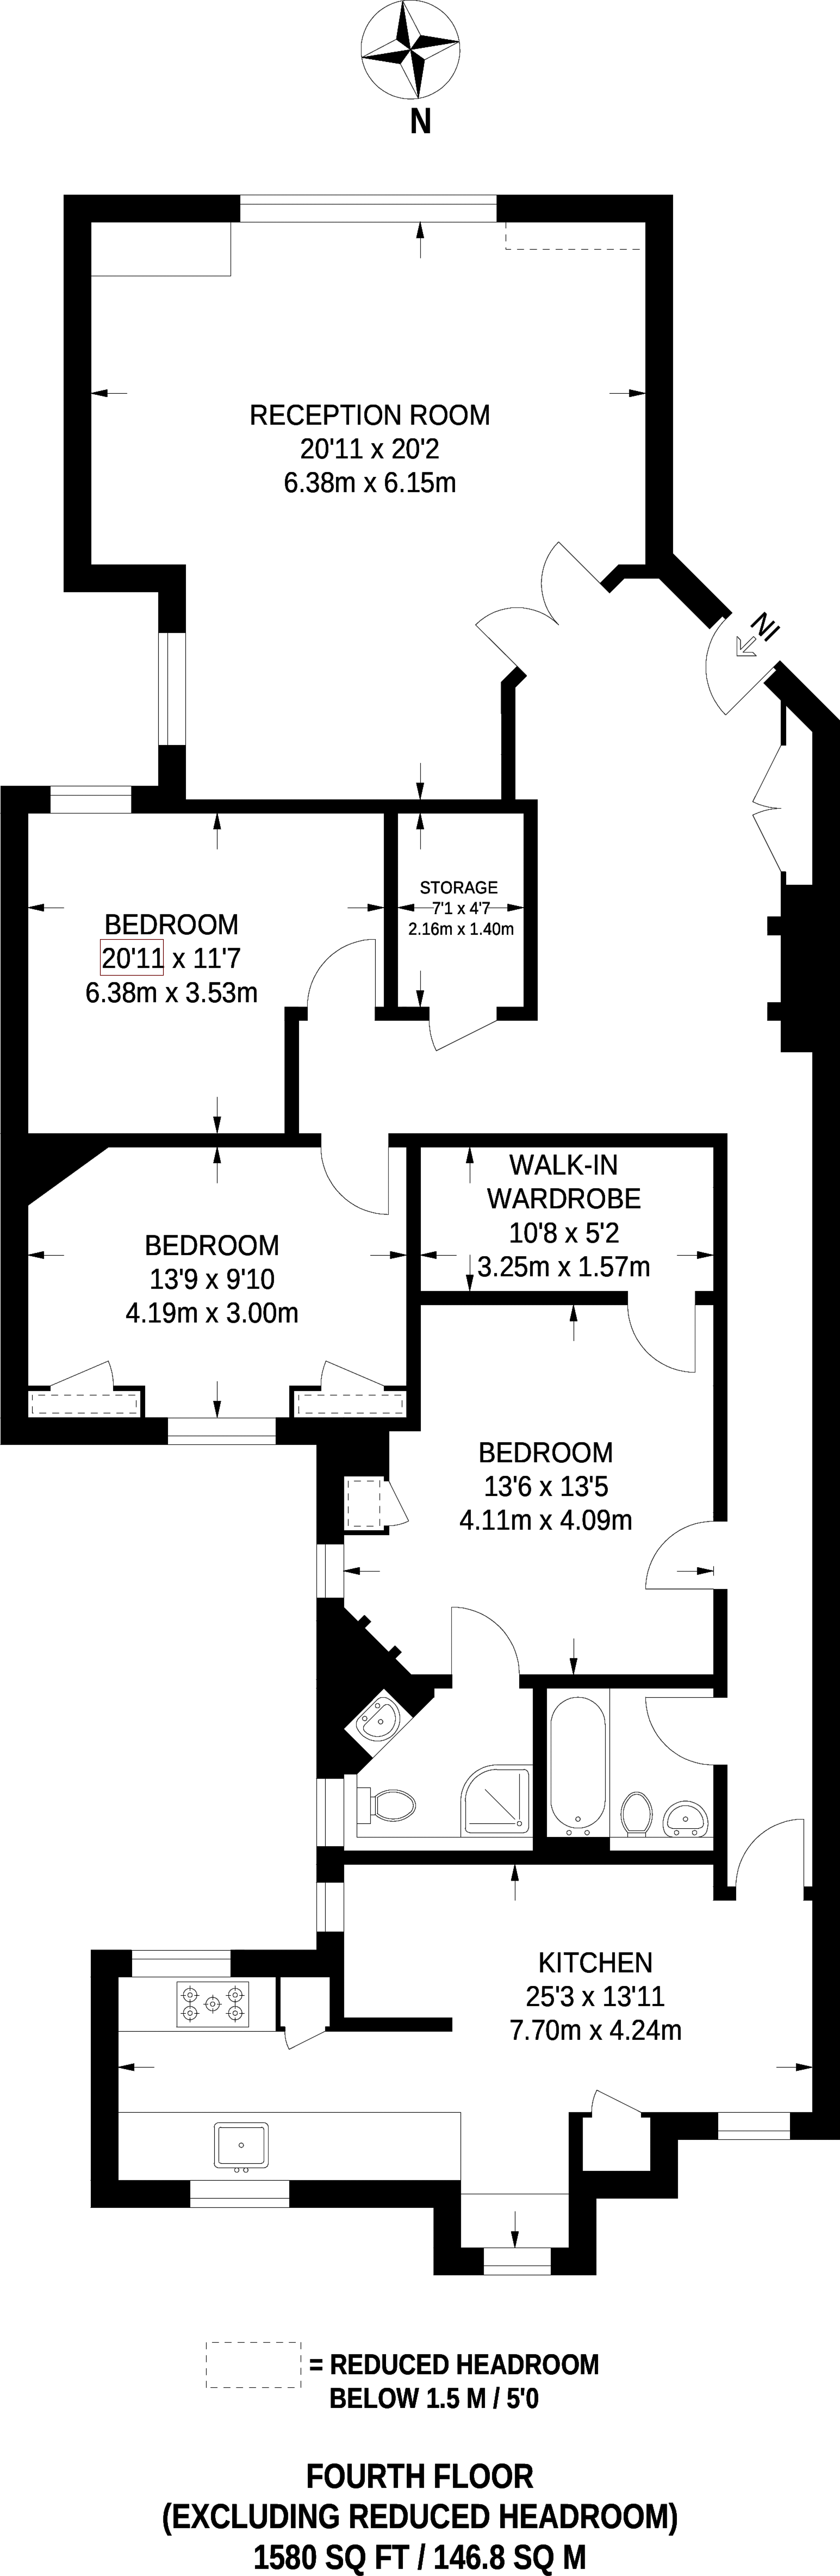 N
RECEPTION ROOM
20'11 x 20'2
6.38m x 6.15m
IN
STORAGE
7'1 x 4'7
2.16m x 1.40m
BEDROOM
20'11 x 11'7
6.38m x 3.53m
WALK-IN
WARDROBE
10'8 x 5'2
3.25m x 1.57m
BEDROOM
13'9 x 9'10
4.19m x 3.00m
BEDROOM
13'6 x 13'5
4.11m x 4.09m
KITCHEN
25'3 x 13'11
7.70m x 4.24m
= REDUCED HEADROOM
BELOW 1.5 M / 5'0
FOURTH FLOOR
(EXCLUDING REDUCED HEADROOM)
1580 SQ FT / 146.8 SQ M